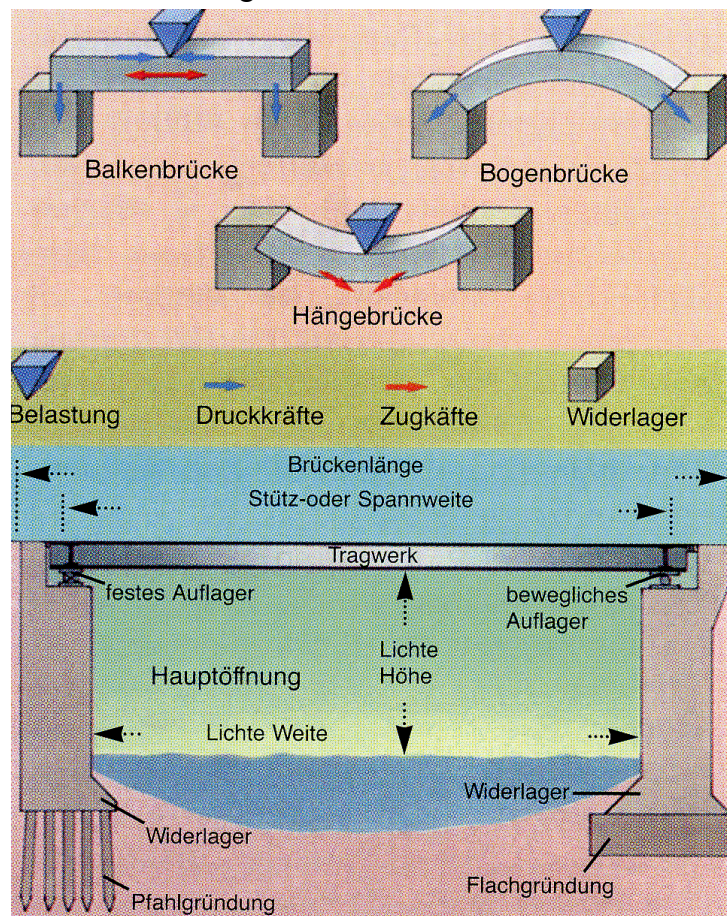 Balkenbrücke
Bogenbrücke
Hängebrücke
Belastung
Druckkräfte
Zugkäfte
Widerlager
Brückenlänge
Stütz-oder Spannweite
Tragwerk
festes Auflager
bewegliches
Auflager
Lichte
Höhe
Hauptöffnung
Lichte Weite
Widerlager
Widerlager
Pfahlgründung
Flachgründung